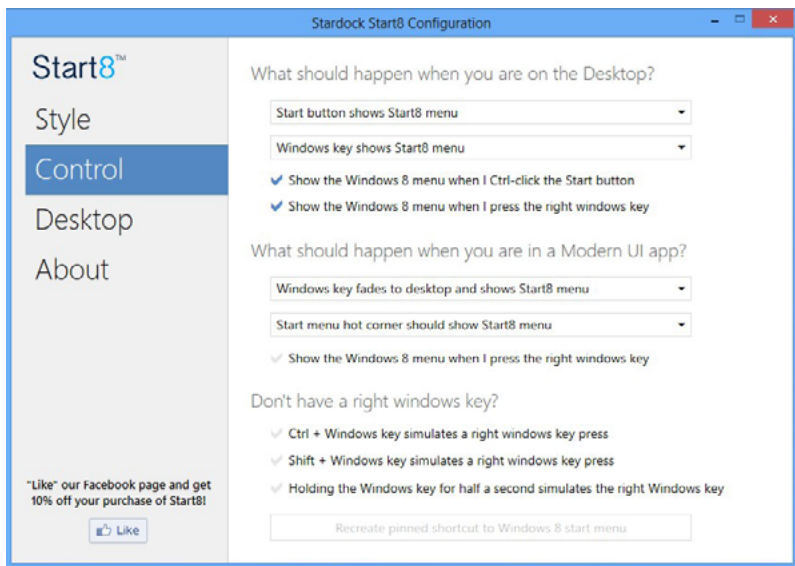 Stardock Start8 Configuration
Start8™
Style
Control
Desktop
About
"Like" our Facebook page and get
10% off your purchase of Start8!
Like
What should happen when you are on the Desktop?
Start button shows Start8 menu
Windows key shows Start8 menu
Show the Windows 8 menu when I Ctrl-click the Start button
Show the Windows 8 menu when I press the right windows key
What should happen when you are in a Modern UI app?
Windows key fades to desktop and shows Start8 menu
Start menu hot corner should show Start8 menu
Show the Windows 8 menu when I press the right windows key
Don't have a right windows key?
Ctrl + Windows key simulates a right windows key press
Shift + Windows key simulates a right windows key press
Holding the Windows key for half a second simulates the right Windows key
Recreate pinned shortcut to Windows 8 start menu